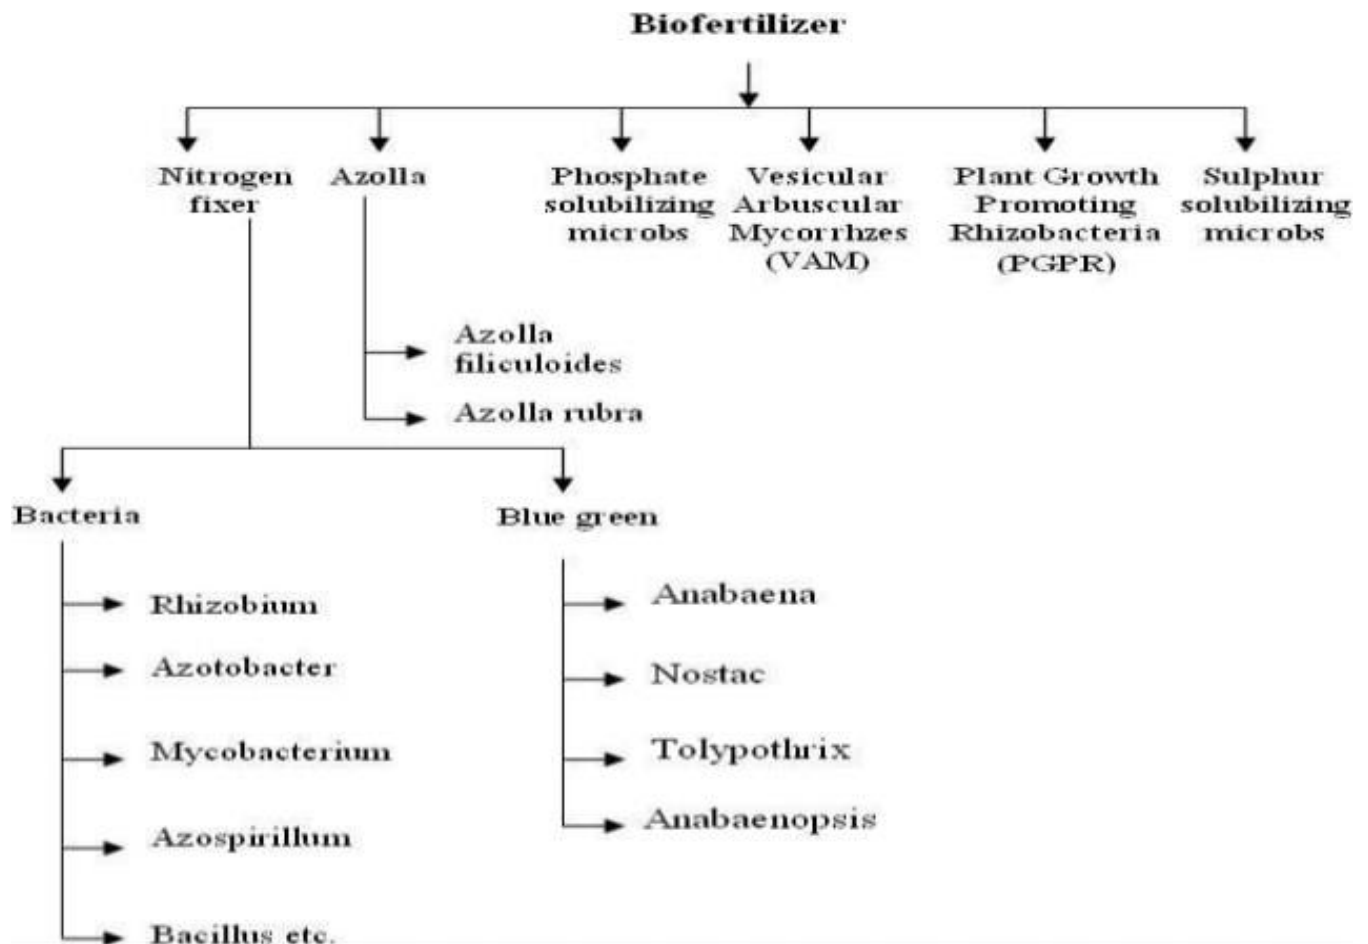 Biofertilizer
Nitrogen
fixer
Azolla
Phosphate
solubilizing
microbs
Vesicular
Arbuscular
Mycorrhzes
(VAM)
Plant Growth
Promoting
Rhizobacteria
(PGPR)
Sulphur
solubilizing
microbs
Azolla
filiculoides
Azolla rubra
Bacteria
Rhizobium
Azotobacter
Mycobacterium
Azospirillum
Bacillus etc.
Blue green
Anabaena
Nostac
Tolypothrix
Anabaenopsis